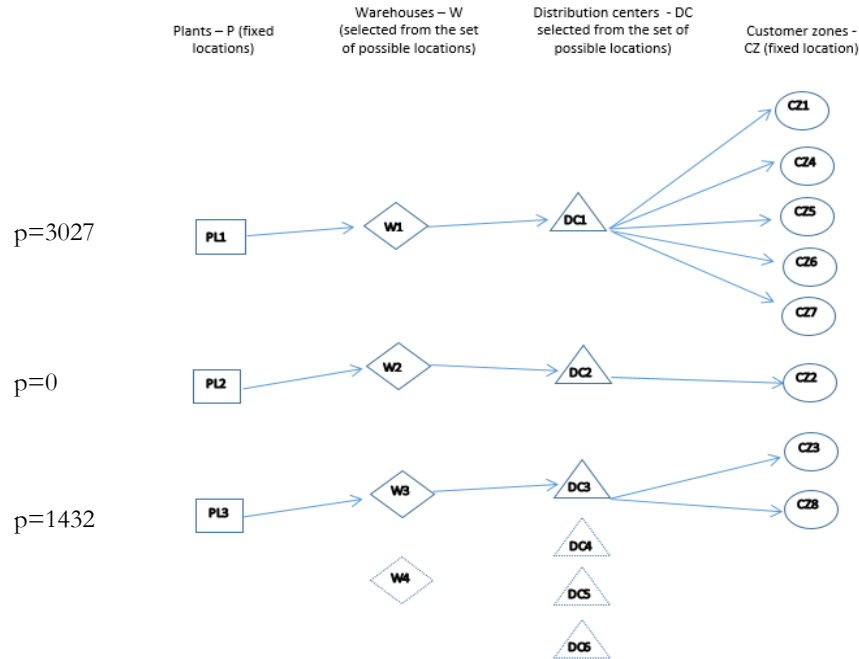 Plants – P (fixed
locations)
Warehouses – W
(selected from the set
of possible locations)
Distribution centers - DC
selected from the set of
possible locations)
Customer zones -
CZ (fixed location)
CZ1
CZ4
p=3027
PL1
W1
DC1
CZ5
CZ6
CZ7
p=0
PL2
W2
DC2
CZ2
CZ3
p=1432
PL3
W3
DC3
CZ8
DC4
W4
DC5
DC6